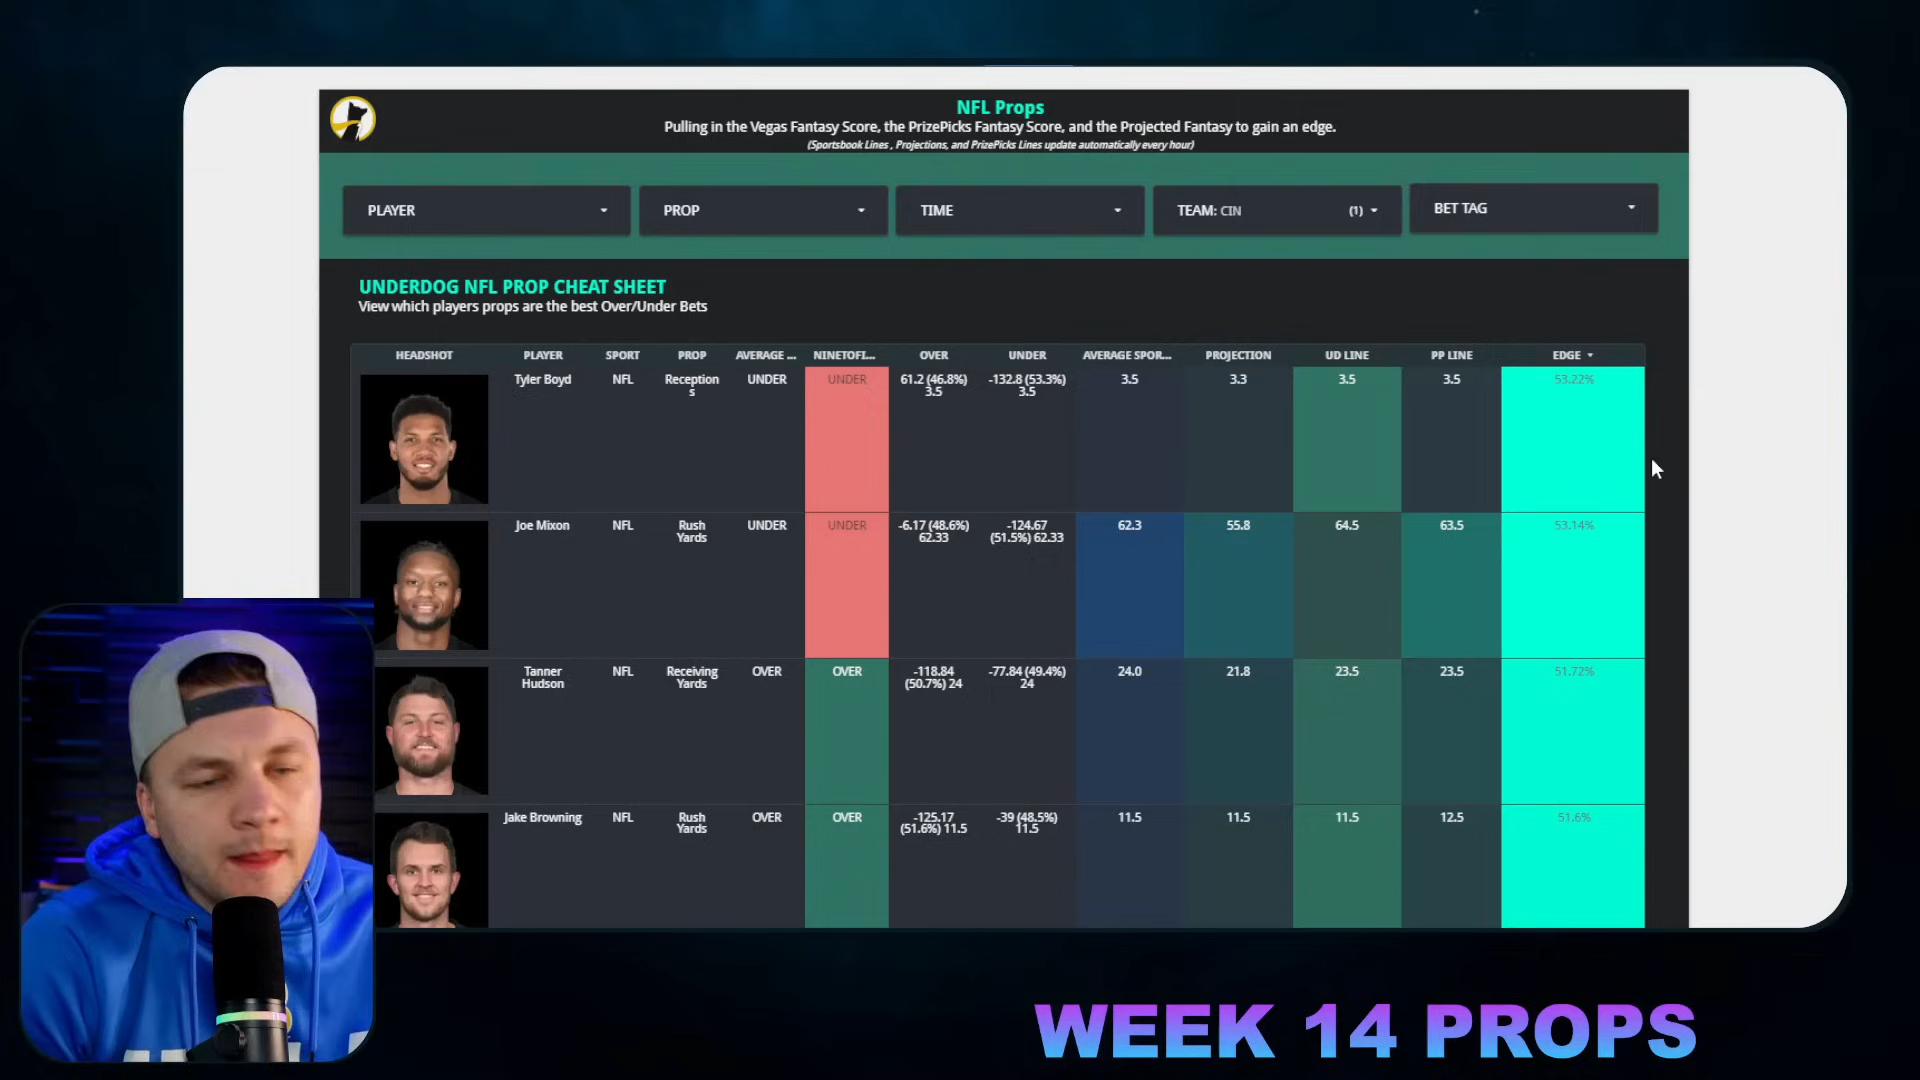 NFL Props
Pulling in the Vegas Fantasy Score, the PrizePicks Fantasy Score, and the Projected Fantasy to gain an edge.
(Sportsbook Lines , Projections, and PrizePicks Lines update automatically every hour)
PLAYER PROP TIME TEAM: CIN (1) BET TAG
UNDERDOG NFL PROP CHEAT SHEET
View which players props are the best Over/Under Bets
HEADSHOT PLAYER SPORT PROP AVERAGE ... NINETOFI... OVER UNDER AVERAGE SPOR... PROJECTION UD LINE PP LINE EDGE
Tyler Boyd NFL Reception UNDER UNDER 61.2 (46.8%) -132.8 (53.3%) 3.5 3.3 3.5 3.5 53.22%
s 3.5 3.5
Joe Mixon NFL Rush UNDER UNDER -6.17 (48.6%) -124.67 62.3 55.8 64.5 63.5 53.14%
Yards 62.33 (51.5%) 62.33
Tanner NFL Receiving OVER OVER -118.84 -77.84 (49.4%) 24.0 21.8 23.5 23.5 51.72%
Hudson Yards (50.7%) 24 24
Jake Browning NFL Rush OVER OVER -125.17 -39 (48.5%) 11.5 11.5 11.5 12.5 51.6%
Yards (51.6%) 11.5 11.5
WEEK 14 PROPS